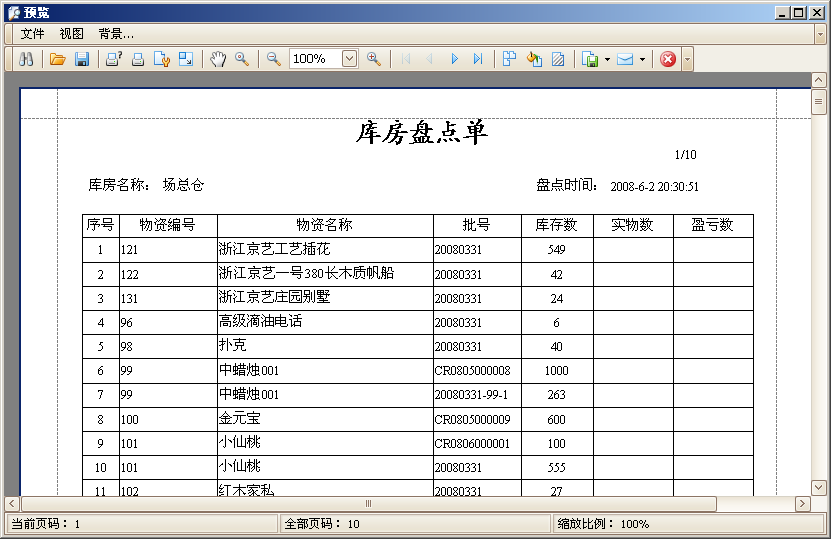 预览
文件 视图 背景...
100%
库房盘点单
1/10
库房名称： 场总仓 盘点时间： 2008-6-2 20:30:51
序号 物资编号 物资名称 批号 库存数 实物数 盈亏数
1 121 浙江京艺工艺插花 20080331 549
2 122 浙江京艺一号380长木质帆船 20080331 42
3 131 浙江京艺庄园别墅 20080331 24
4 96 高级滴油电话 20080331 6
5 98 扑克 20080331 40
6 99 中蜡烛001 CR0805000008 1000
7 99 中蜡烛001 20080331-99-1 263
8 100 金元宝 CR0805000009 600
9 101 小仙桃 CR0806000001 100
10 101 小仙桃 20080331 555
11 102 红木家私 20080331 27
当前页码： 1 全部页码： 10 缩放比例： 100%